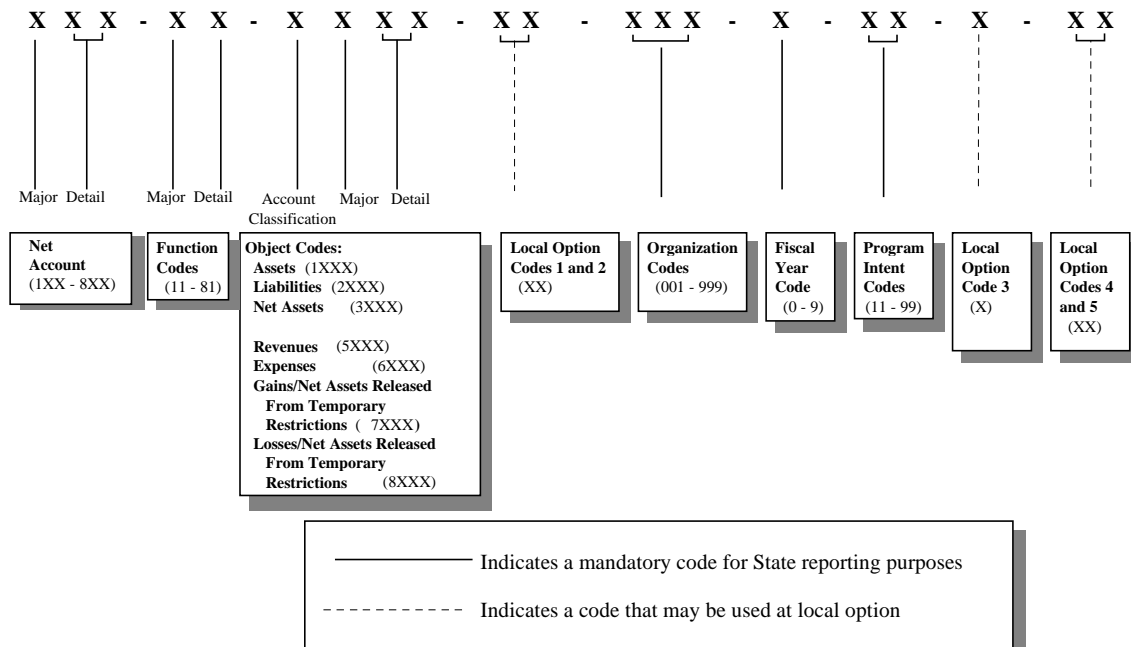 X X X - X X - X X X X - X X - X X X - X - X X - X - X X
Major Detail Major Detail Account Classification Major Detail
Net
Account
(1XX - 8XX)
Function
Codes
(11 - 81)
Object Codes:
Assets (1XXX)
Liabilities (2XXX)
Net Assets (3XXX)
Revenues (5XXX)
Expenses (6XXX)
Gains/Net Assets Released
From Temporary
Restrictions ( 7XXX)
Losses/Net Assets Released
From Temporary
Restrictions (8XXX)
Local Option
Codes 1 and 2
(XX)
Organization
Codes
(001 - 999)
Fiscal
Year
Code
(0 - 9)
Program
Intent
Codes
(11 - 99)
Local
Option
Code 3
(X)
Local
Option
Codes 4
and 5
(XX)
Indicates a mandatory code for State reporting purposes
Indicates a code that may be used at local option